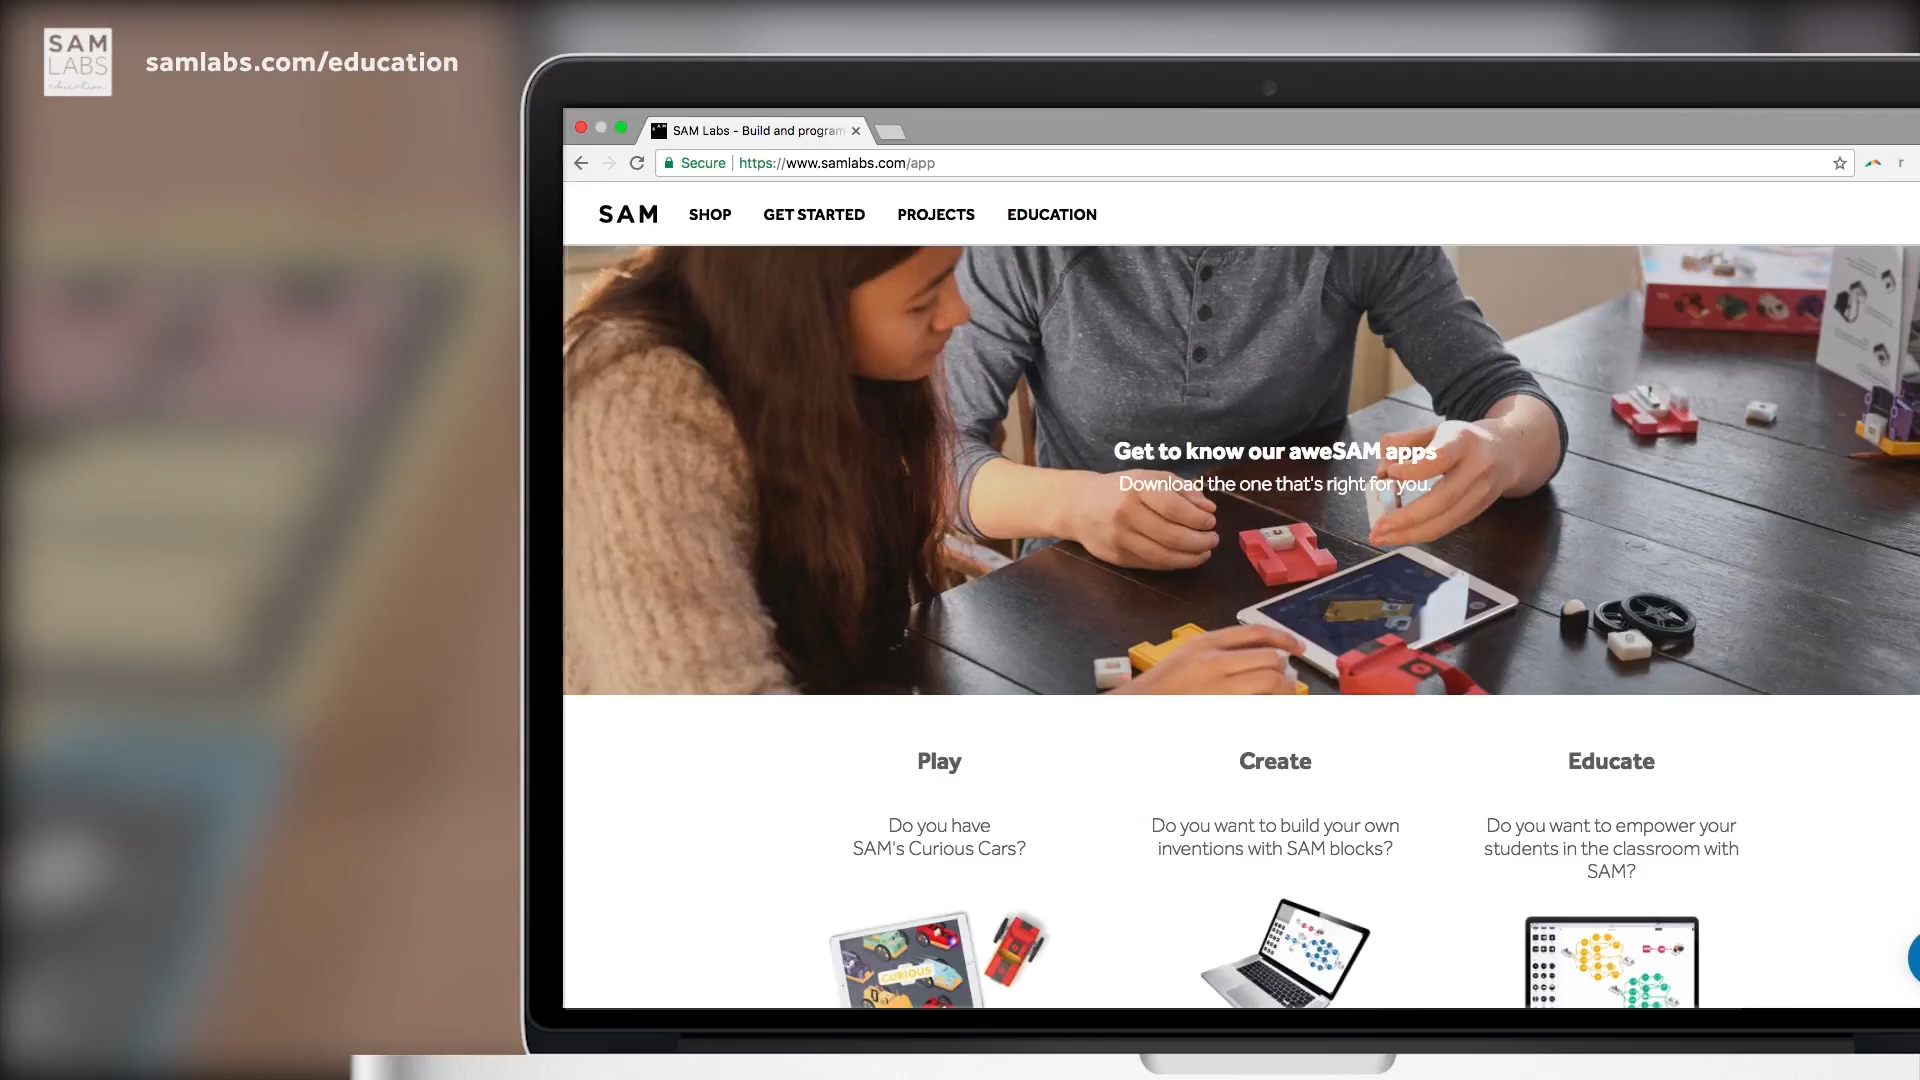 SAM
LABS
education
samlabs.com/education
SAM Labs - Build and program
Secure
https://www.samlabs.com/app
SAM
SHOP
GET STARTED
PROJECTS
EDUCATION
Get to know our aweSAM apps
Download the one that's right for you.
Play
Do you have
SAM's Curious Cars?
Create
Do you want to build your own
inventions with SAM blocks?
Educate
Do you want to empower your
students in the classroom with
SAM?
CURIOUS